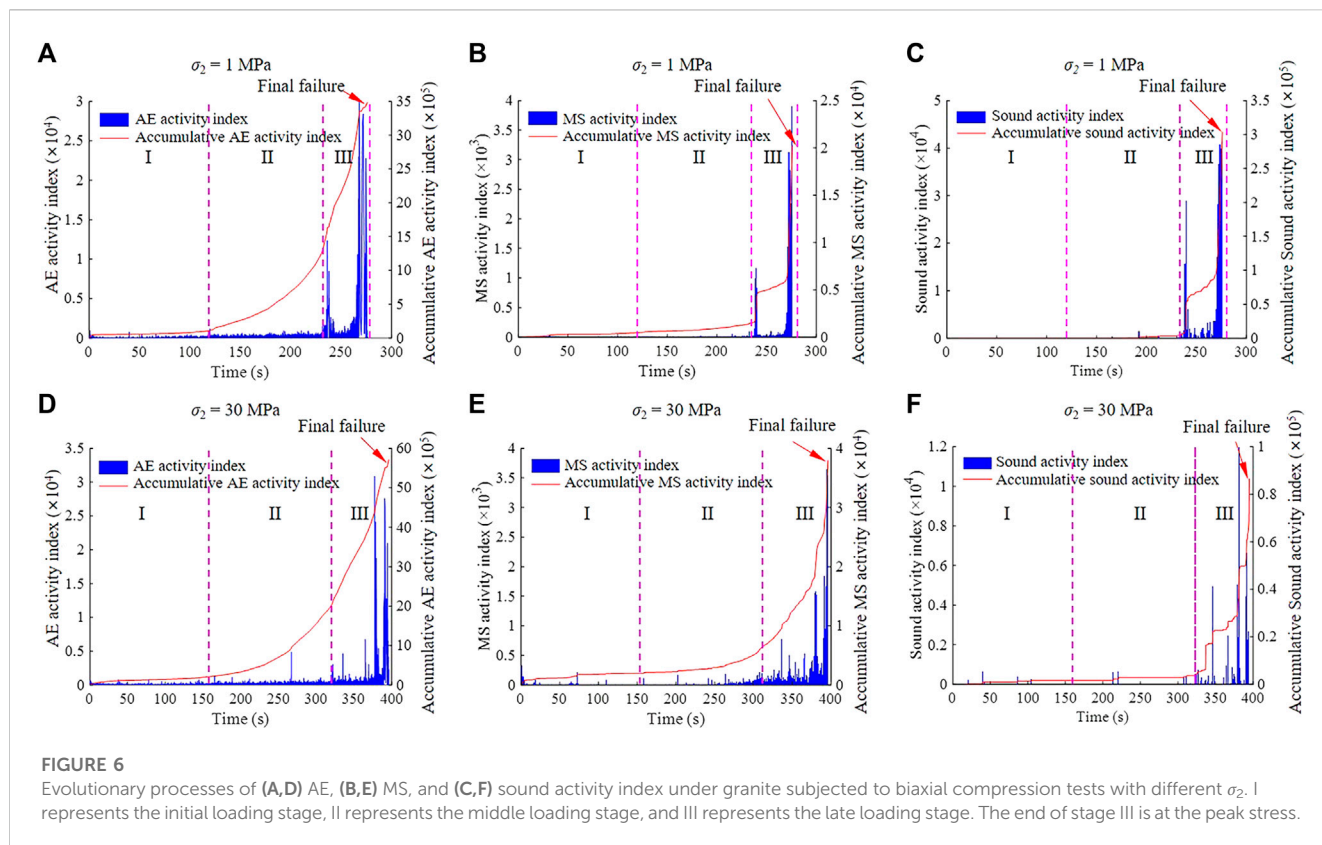 A
σ2 = 1 MPa
Final failure
AE activity index
Accumulative AE activity index
I II III
AE activity index (×10⁴)
3 2.5 2 1.5 1 0.5 0
Accumulative AE activity index (×10⁵)
35 30 25 20 15 10 5 0
0 50 100 150 200 250 300
Time (s)
B
σ2 = 1 MPa
Final failure
MS activity index
Accumulative MS activity index
I II III
MS activity index (×10³)
4 3.5 3 2.5 2 1.5 1 0.5 0
Accumulative MS activity index (×10⁴)
2.5 2 1.5 1 0.5 0
0 50 100 150 200 250 300
Time (s)
C
σ2 = 1 MPa
Final failure
Sound activity index
Accumulative sound activity index
I II III
Sound activity index (×10⁴)
5 4 3 2 1 0
Accumulative Sound activity index (×10⁵)
3.5 3 2.5 2 1.5 1 0.5 0
0 50 100 150 200 250 300
Time (s)
D
σ2 = 30 MPa
Final failure
AE activity index
Accumulative AE activity index
I II III
AE activity index (×10⁴)
3.5 3 2.5 2 1.5 1 0.5 0
Accumulative AE activity index (×10⁵)
60 50 40 30 20 10 0
0 50 100 150 200 250 300 350 400
Time (s)
E
σ2 = 30 MPa
Final failure
MS activity index
Accumulative MS activity index
I II III
MS activity index (×10³)
4 3.5 3 2.5 2 1.5 1 0.5 0
Accumulative MS activity index (×10⁴)
4 3 2 1 0
0 50 100 150 200 250 300 350 400
Time (s)
F
σ2 = 30 MPa
Final failure
Sound activity index
Accumulative sound activity index
I II III
Sound activity index (×10⁴)
1.2 1 0.8 0.6 0.4 0.2 0
Accumulative Sound activity index (×10⁵)
1 0.8 0.6 0.4 0.2 0
0 50 100 150 200 250 300 350 400
Time (s)
FIGURE 6
Evolutionary processes of (A,D) AE, (B,E) MS, and (C,F) sound activity index under granite subjected to biaxial compression tests with different σ2. I
represents the initial loading stage, II represents the middle loading stage, and III represents the late loading stage. The end of stage III is at the peak stress.